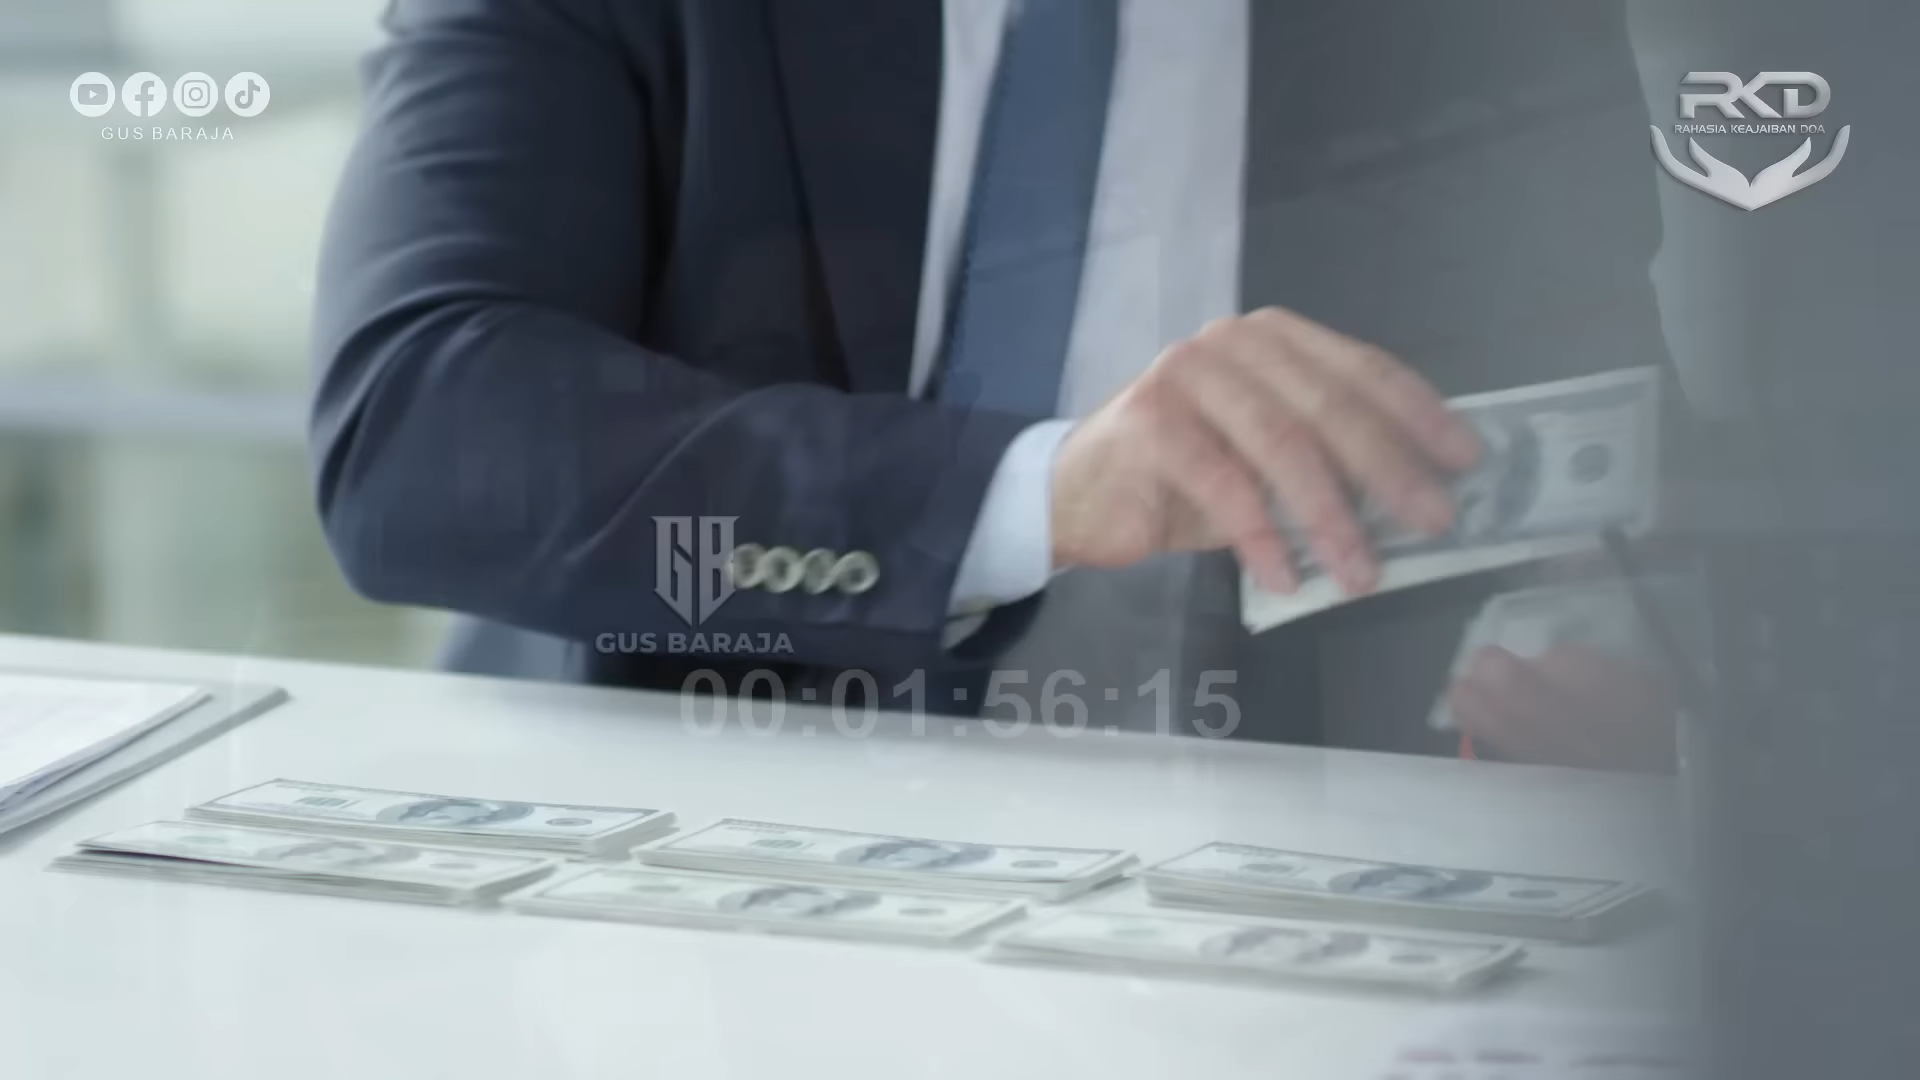 GUS BARAJA
RKD
RAHASIA KEAJAIBAN DOA
GB
GUS BARAJA
00:01:56:15